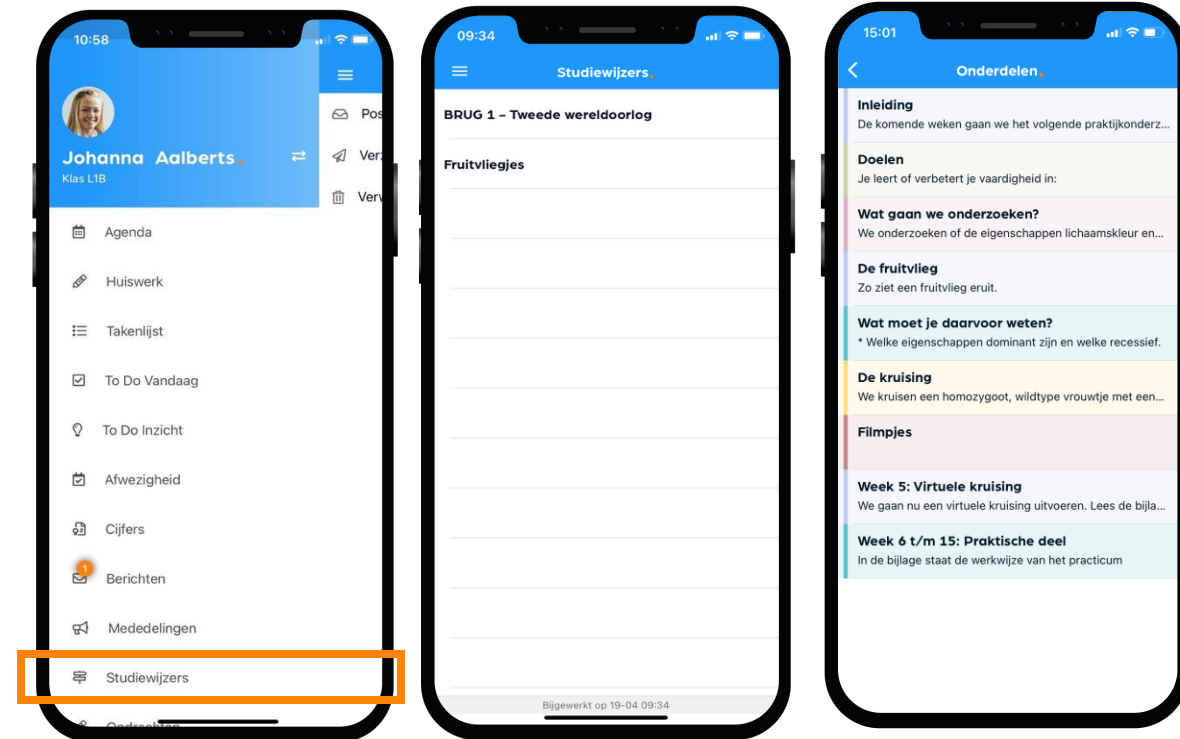 10:58
Johanna Aalberts.
Klas L1B
Agenda
Huiswerk
Takenlijst
To Do Vandaag
To Do Inzicht
Afwezigheid
Cijfers
1
Berichten
Mededelingen
Studiewijzers
Opdrachten
Pos
Ver
Verw
09:34
Studiewijzers.
BRUG 1 – Tweede wereldoorlog
Fruitvliegjes
Bijgewerkt op 19-04 09:34
15:01
Onderdelen.
Inleiding
De komende weken gaan we het volgende praktijkonderz...
Doelen
Je leert of verbetert je vaardigheid in:
Wat gaan we onderzoeken?
We onderzoeken of de eigenschappen lichaamskleur en...
De fruitvlieg
Zo ziet een fruitvlieg eruit.
Wat moet je daarvoor weten?
* Welke eigenschappen dominant zijn en welke recessief.
De kruising
We kruisen een homozygoot, wildtype vrouwtje met een...
Filmpjes
Week 5: Virtuele kruising
We gaan nu een virtuele kruising uitvoeren. Lees de bijla...
Week 6 t/m 15: Praktische deel
In de bijlage staat de werkwijze van het practicum